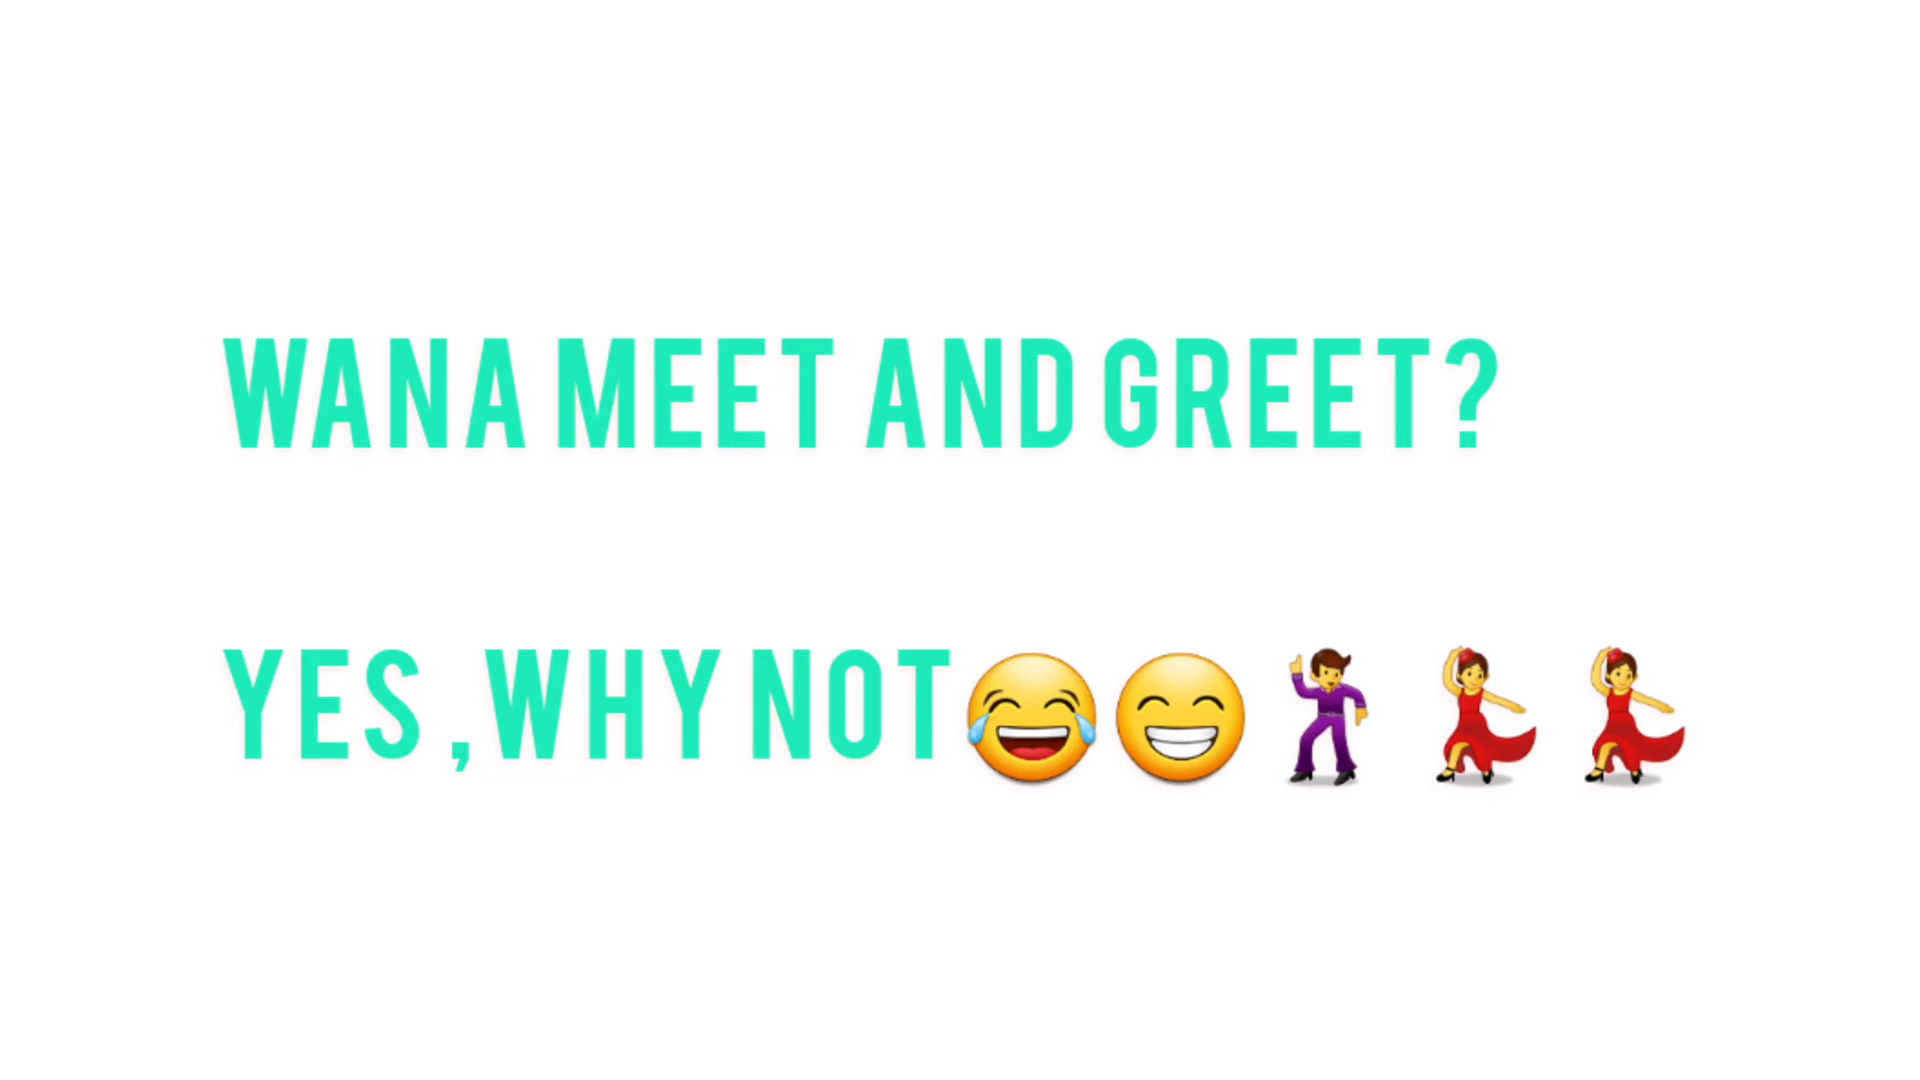 WANA MEET AND GREET?
YES ,WHY NOT😂😁🕺💃💃